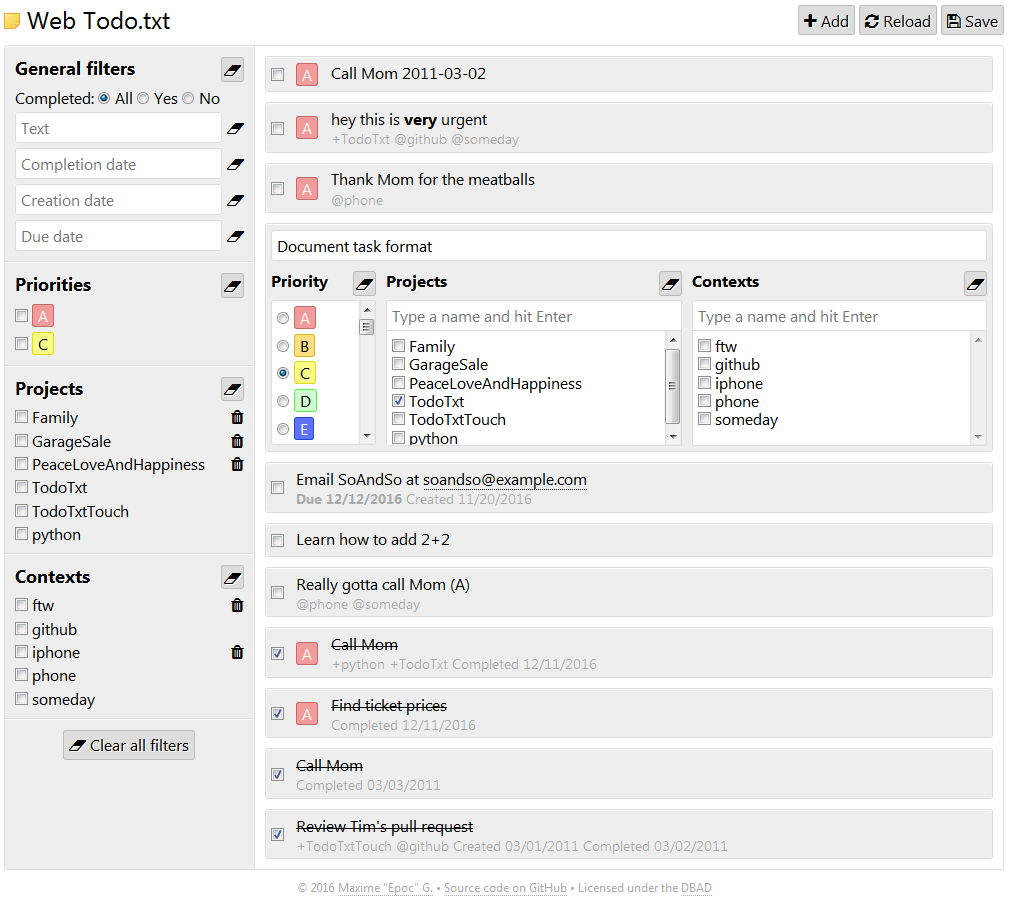 Web Todo.txt
Add Reload Save
General filters
Completed: All Yes No
Text
Completion date
Creation date
Due date
Priorities
A
C
Projects
Family
GarageSale
PeaceLoveAndHappiness
TodoTxt
TodoTxtTouch
python
Contexts
ftw
github
iphone
phone
someday
Clear all filters
A Call Mom 2011-03-02
A hey this is very urgent
+TodoTxt @github @someday
A Thank Mom for the meatballs
@phone
Document task format
Priority
A
B
C
D
E
Projects
Type a name and hit Enter
Family
GarageSale
PeaceLoveAndHappiness
TodoTxt
TodoTxtTouch
python
Contexts
Type a name and hit Enter
ftw
github
iphone
phone
someday
Email SoAndSo at soandso@example.com
Due 12/12/2016 Created 11/20/2016
Learn how to add 2+2
Really gotta call Mom (A)
@phone @someday
A Call Mom
+python +TodoTxt Completed 12/11/2016
A Find ticket prices
Completed 12/11/2016
Call Mom
Completed 03/03/2011
Review Tim's pull request
+TodoTxtTouch @github Created 03/01/2011 Completed 03/02/2011
© 2016 Maxime "Epoc" G. • Source code on GitHub • Licensed under the DBAD